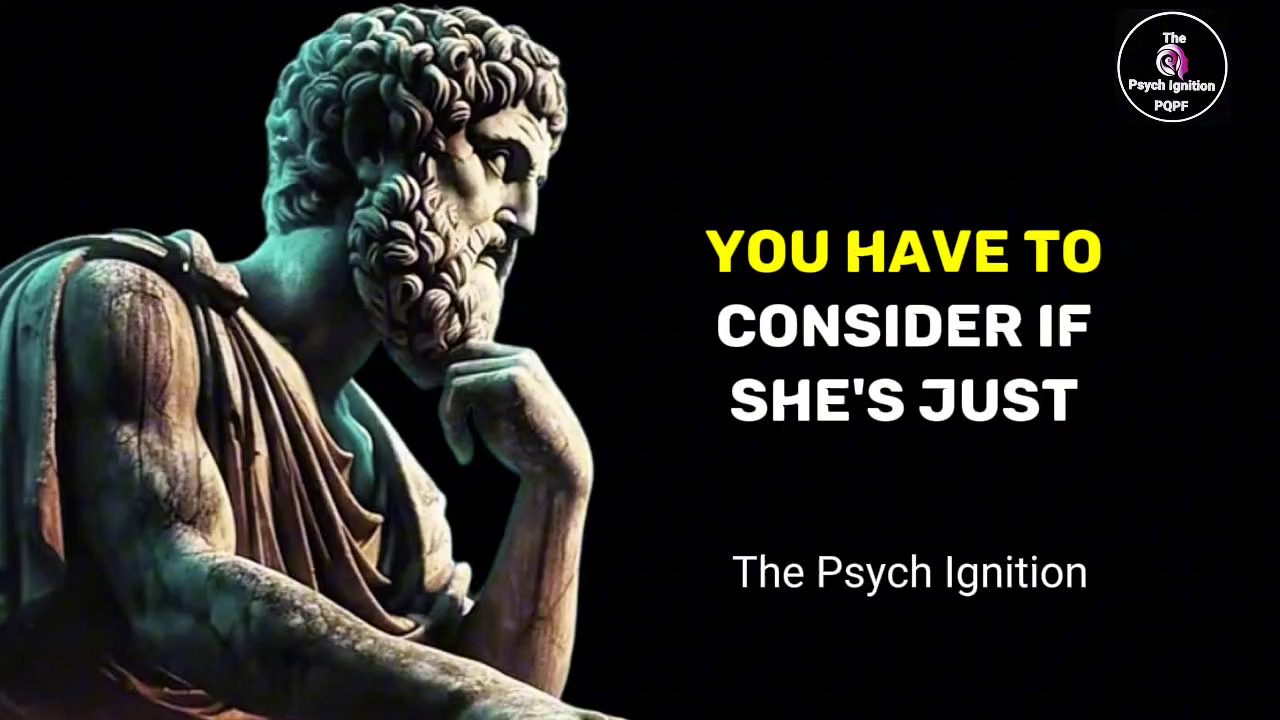 The
Psych Ignition
PQPF
YOU HAVE TO
CONSIDER IF
SHE'S JUST
The Psych Ignition